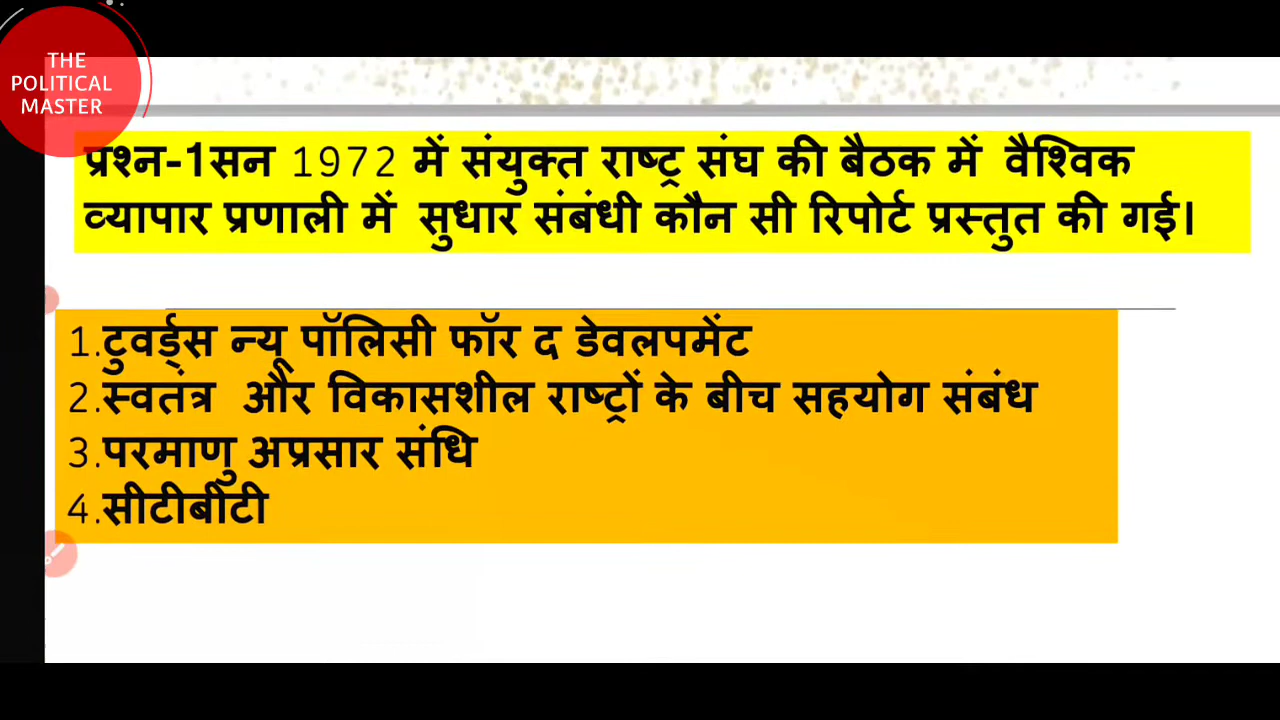 THE
POLITICAL
MASTER
प्रश्न-1सन 1972 में संयुक्त राष्ट्र संघ की बैठक में वैश्विक
व्यापार प्रणाली में सुधार संबंधी कौन सी रिपोर्ट प्रस्तुत की गई।
1.टुवर्ड्स न्यू पॉलिसी फॉर द डेवलपमेंट
2.स्वतंत्र और विकासशील राष्ट्रों के बीच सहयोग संबंध
3.परमाणु अप्रसार संधि
4.सीटीबीटी